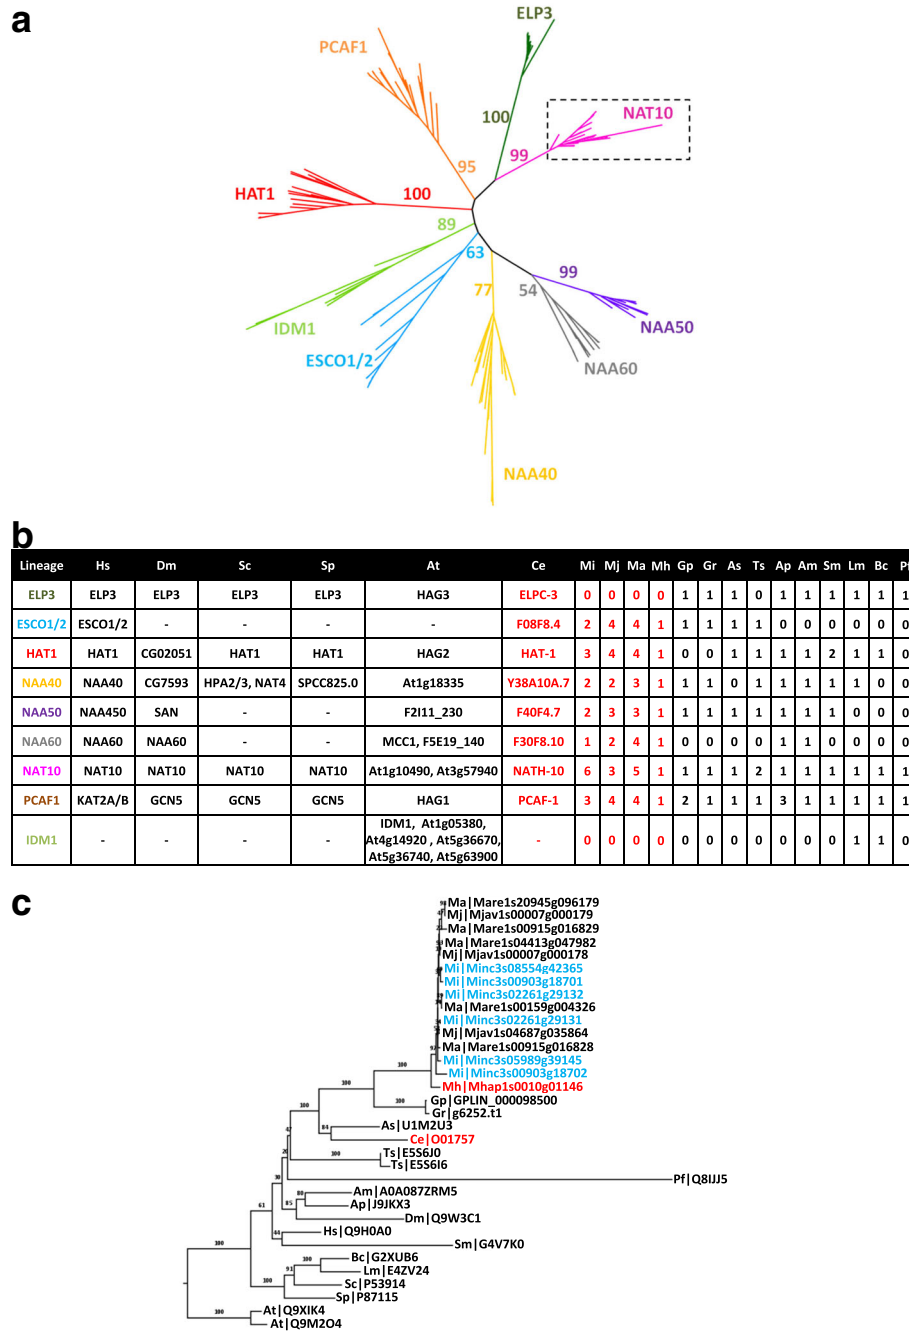 a
ELP3
PCAF1
NAT10
100
99
95
HAT1
100
89
63
99
77
54
IDM1
NAA50
ESCO1/2
NAA60
NAA40
b
Lineage Hs Dm Sc Sp At Ce Mi Mj Ma Mh Gp Gr As Ts Ap Am Sm Lm Bc Pf
ELP3 ELP3 ELP3 ELP3 ELP3 HAG3 ELPC-3 0 0 0 0 1 1 1 0 1 1 1 1 1 1
ESCO1/2 ESCO1/2 - - - - F08F8.4 2 4 4 1 1 1 1 1 0 0 0 0 0 0
HAT1 HAT1 CG02051 HAT1 HAT1 HAG2 HAT-1 3 4 4 1 0 0 1 1 1 1 2 1 1 0
NAA40 NAA40 CG7593 HPA2/3, NAT4 SPCC825.0 At1g18335 Y38A10A.7 2 2 3 1 1 1 0 1 1 1 1 1 1 0
NAA50 NAA450 SAN - - F2I11_230 F40F4.7 2 3 3 1 1 1 1 1 1 1 1 0 0 0
NAA60 NAA60 NAA60 - - MCC1, F5E19_140 F30F8.10 1 2 4 1 0 0 0 0 1 1 0 0 0 0
NAT10 NAT10 NAT10 NAT10 NAT10 At1g10490, At3g57940 NATH-10 6 3 5 1 1 1 1 2 1 1 1 1 1 1
PCAF1 KAT2A/B GCN5 GCN5 GCN5 HAG1 PCAF-1 3 4 4 1 2 1 1 1 3 1 1 1 1 1
IDM1, At1g05380,
IDM1 - - - - At4g14920 , At5g36670, - 0 0 0 0 0 0 0 0 0 0 0 1 1 0
At5g36740, At5g63900
c
Ma|Mare1s20945g096179
Mj|Mjav1s00007g000179
Ma|Mare1s00915g016829
Ma|Mare1s04413g047982
Mj|Mjav1s00007g000178
Mi|Minc3s08554g42365
Mi|Minc3s00903g18701
Mi|Minc3s02261g29132
Ma|Mare1s00159g004326
Mi|Minc3s02261g29131
Mj|Mjav1s04687g035864
Ma|Mare1s00915g016828
Mi|Minc3s05989g39145
Mi|Minc3s00903g18702
100
Mh|Mhap1s0010g01146
100
Gp|GPLIN_000098500
100
Gr|g6252.t1
As|U1M2U3
84
Ce|O01757
Ts|E5S6J0
100
Ts|E5S6I6
Pf|Q8IJJ5
80
Am|A0A087ZRM5
85
Ap|J9JKX3
61
Dm|Q9W3C1
Hs|Q9H0A0
Sm|G4V7K0
100
100
Bc|G2XUB6
91
Lm|E4ZV24
100
Sc|P53914
Sp|P87115
100
At|Q9XIK4
At|Q9M2O4